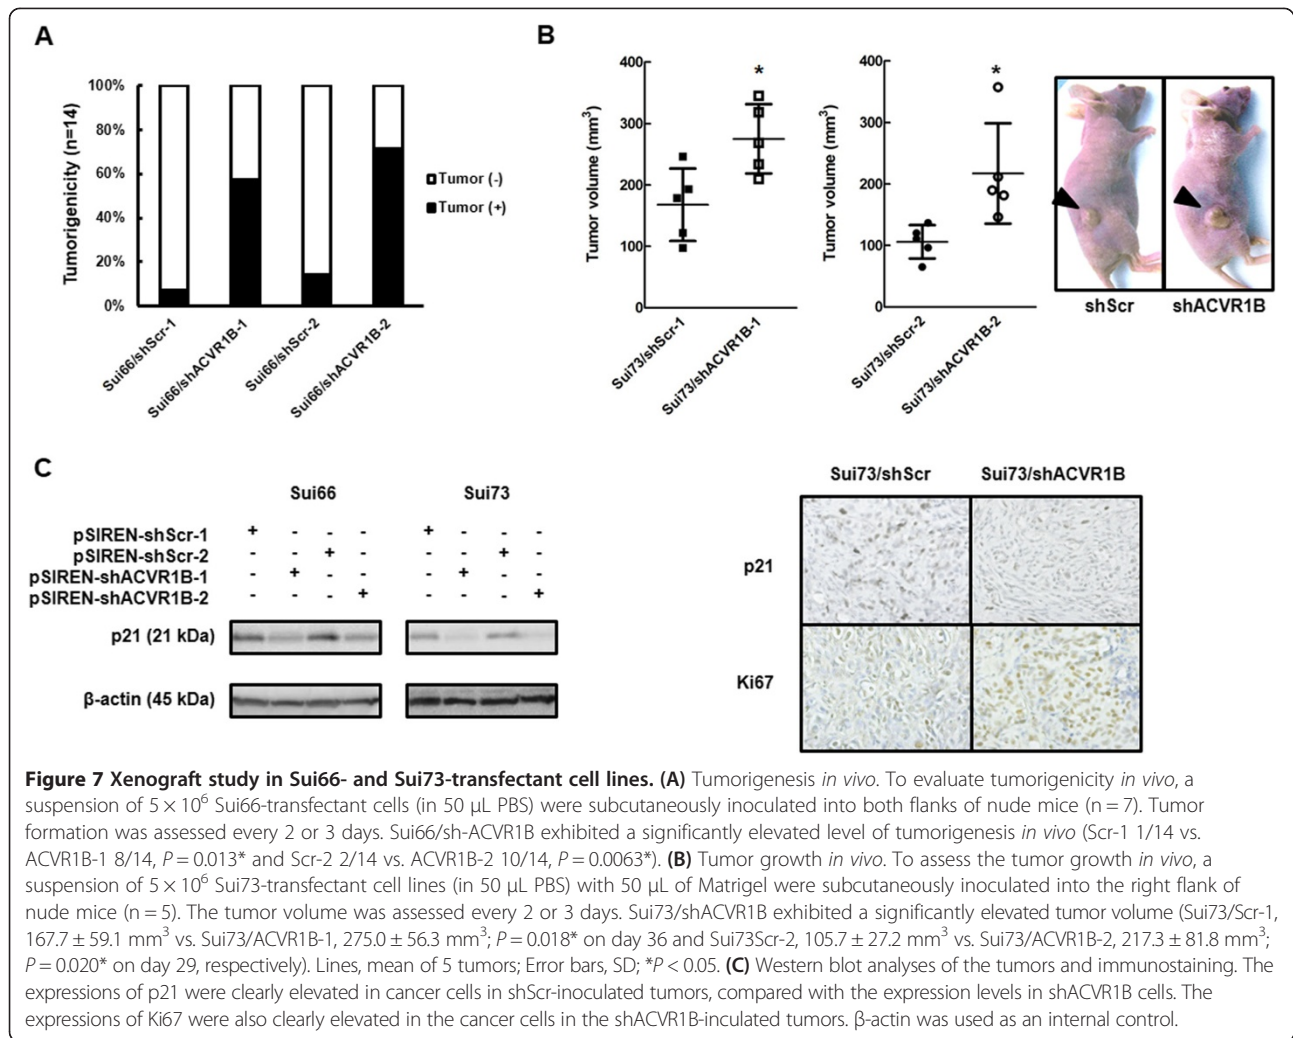 A
Tumorigenicity (n=14)
100%
80%
60%
40%
20%
0%
Sui66/shScr-1
Sui66/shACVR1B-1
Sui66/shScr-2
Sui66/shACVR1B-2
Tumor (-)
Tumor (+)
B
Tumor volume (mm3)
400
300
200
100
0
*
Sui73/shScr-1
Sui73/shACVR1B-1
Tumor volume (mm3)
400
300
200
100
0
*
Sui73/shScr-2
Sui73/shACVR1B-2
shScr
shACVR1B
C
Sui66 Sui73
pSIREN-shScr-1 + - - - + - - -
pSIREN-shScr-2 - - + - - - + -
pSIREN-shACVR1B-1 - + - - - + - -
pSIREN-shACVR1B-2 - - - + - - - +
p21 (21 kDa)
β-actin (45 kDa)
Sui73/shScr Sui73/shACVR1B
p21
Ki67
Figure 7 Xenograft study in Sui66- and Sui73-transfectant cell lines. (A) Tumorigenesis in vivo. To evaluate tumorigenicity in vivo, a
suspension of 5 × 10⁶ Sui66-transfectant cells (in 50 μL PBS) were subcutaneously inoculated into both flanks of nude mice (n = 7). Tumor
formation was assessed every 2 or 3 days. Sui66/sh-ACVR1B exhibited a significantly elevated level of tumorigenesis in vivo (Scr-1 1/14 vs.
ACVR1B-1 8/14, P = 0.013* and Scr-2 2/14 vs. ACVR1B-2 10/14, P = 0.0063*). (B) Tumor growth in vivo. To assess the tumor growth in vivo, a
suspension of 5 × 10⁶ Sui73-transfectant cell lines (in 50 μL PBS) with 50 μL of Matrigel were subcutaneously inoculated into the right flank of
nude mice (n = 5). The tumor volume was assessed every 2 or 3 days. Sui73/shACVR1B exhibited a significantly elevated tumor volume (Sui73/Scr-1,
167.7 ± 59.1 mm³ vs. Sui73/ACVR1B-1, 275.0 ± 56.3 mm³; P = 0.018* on day 36 and Sui73Scr-2, 105.7 ± 27.2 mm³ vs. Sui73/ACVR1B-2, 217.3 ± 81.8 mm³;
P = 0.020* on day 29, respectively). Lines, mean of 5 tumors; Error bars, SD; *P < 0.05. (C) Western blot analyses of the tumors and immunostaining. The
expressions of p21 were clearly elevated in cancer cells in shScr-inoculated tumors, compared with the expression levels in shACVR1B cells. The
expressions of Ki67 were also clearly elevated in the cancer cells in the shACVR1B-inculated tumors. β-actin was used as an internal control.